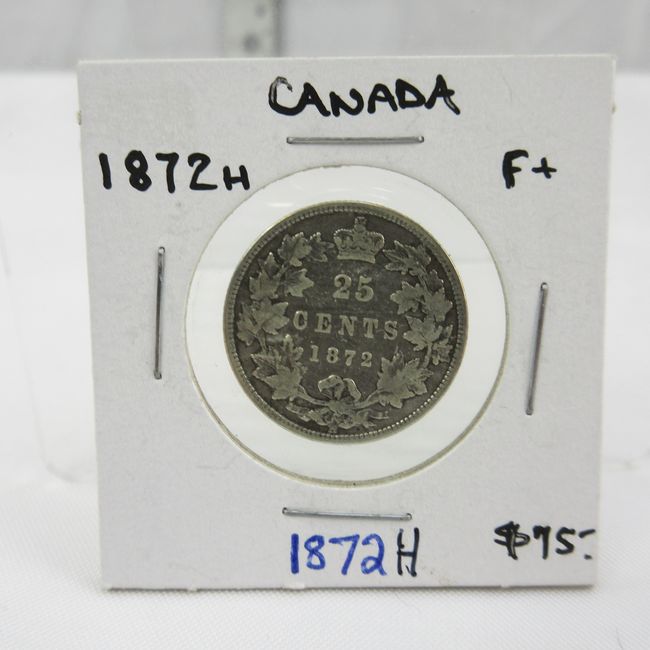 CANADA
1872H F+
25
CENTS
1872
H
1872H $75-